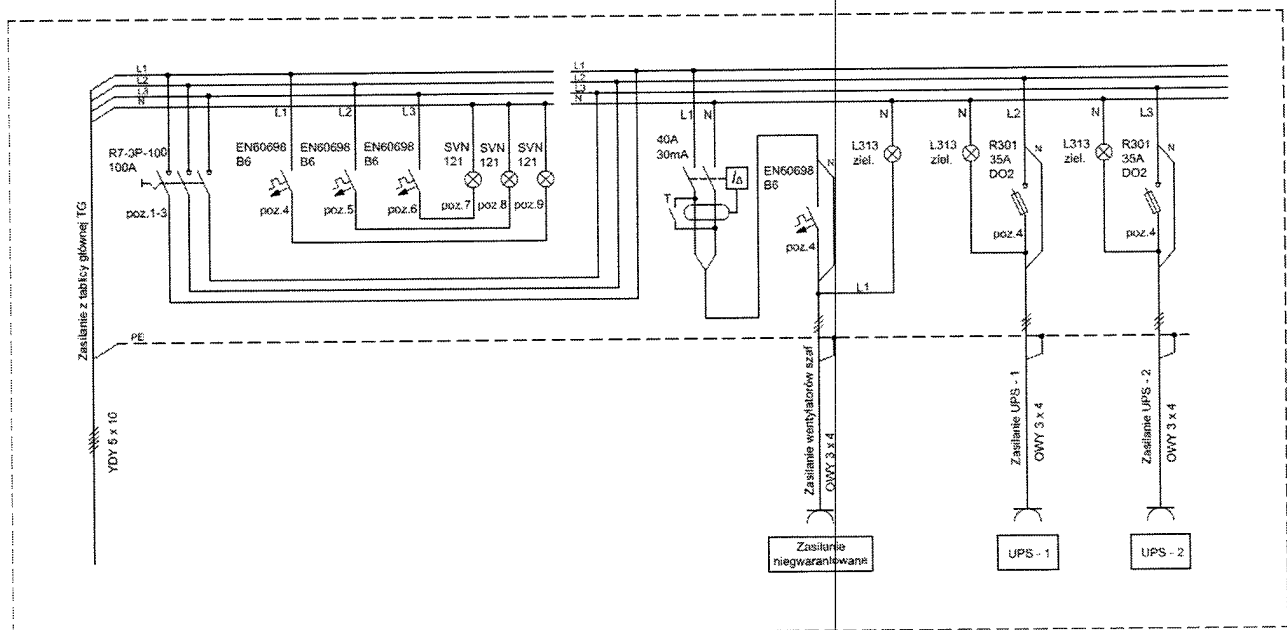 L1
L2
L3
N
R7-3P-100
100A
poz.1-3
L1
EN60698
B6
poz.4
L2
EN60698
B6
poz.5
L3
EN60698
B6
poz.6
SVN
121
poz.7
SVN
121
poz.8
SVN
121
poz.9
L1
L2
L3
N
L1
N
40A
30mA
I∆
T
EN60698
B6
N
poz.4
L1
N
L313
ziel.
N
L313
ziel.
L2
R301
35A
DO2
N
poz.4
N
L313
ziel.
L3
R301
35A
DO2
N
poz.4
PE
Zasilanie z tablicy głównej TG
YDY 5 x 10
Zasilanie wentylatorów szaf
OWY 3 x 4
Zasilanie UPS - 1
OWY 3 x 4
Zasilanie UPS - 2
OWY 3 x 4
Zasilanie
niegwarantowane
UPS - 1
UPS - 2